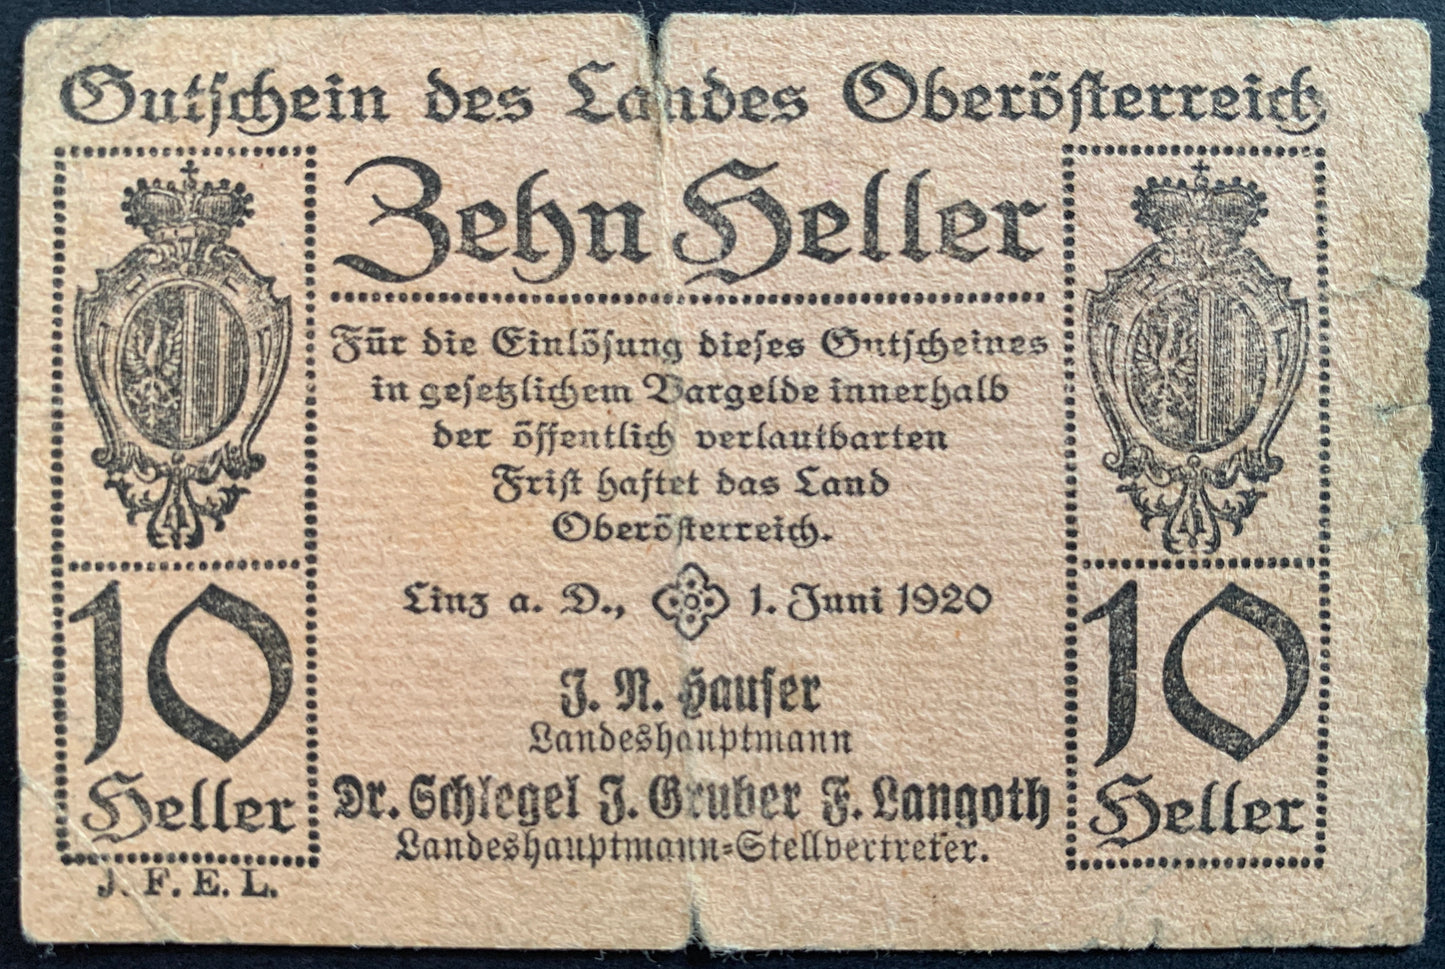 Gutschein des Landes Oberösterreich
Zehn Heller
Für die Einlösung dieses Gutscheines
in gesetzlichem Bargelde innerhalb
der öffentlich verlautbarten
Frist haftet das Land
Oberösterreich.
Linz a. D., 1. Juni 1920
J. N. Hauser
Landeshauptmann
Dr. Schlegel J. Gruber F. Langoth
Landeshauptmann=Stellvertreter.
10
Heller
10
Heller
J. F. E. L.